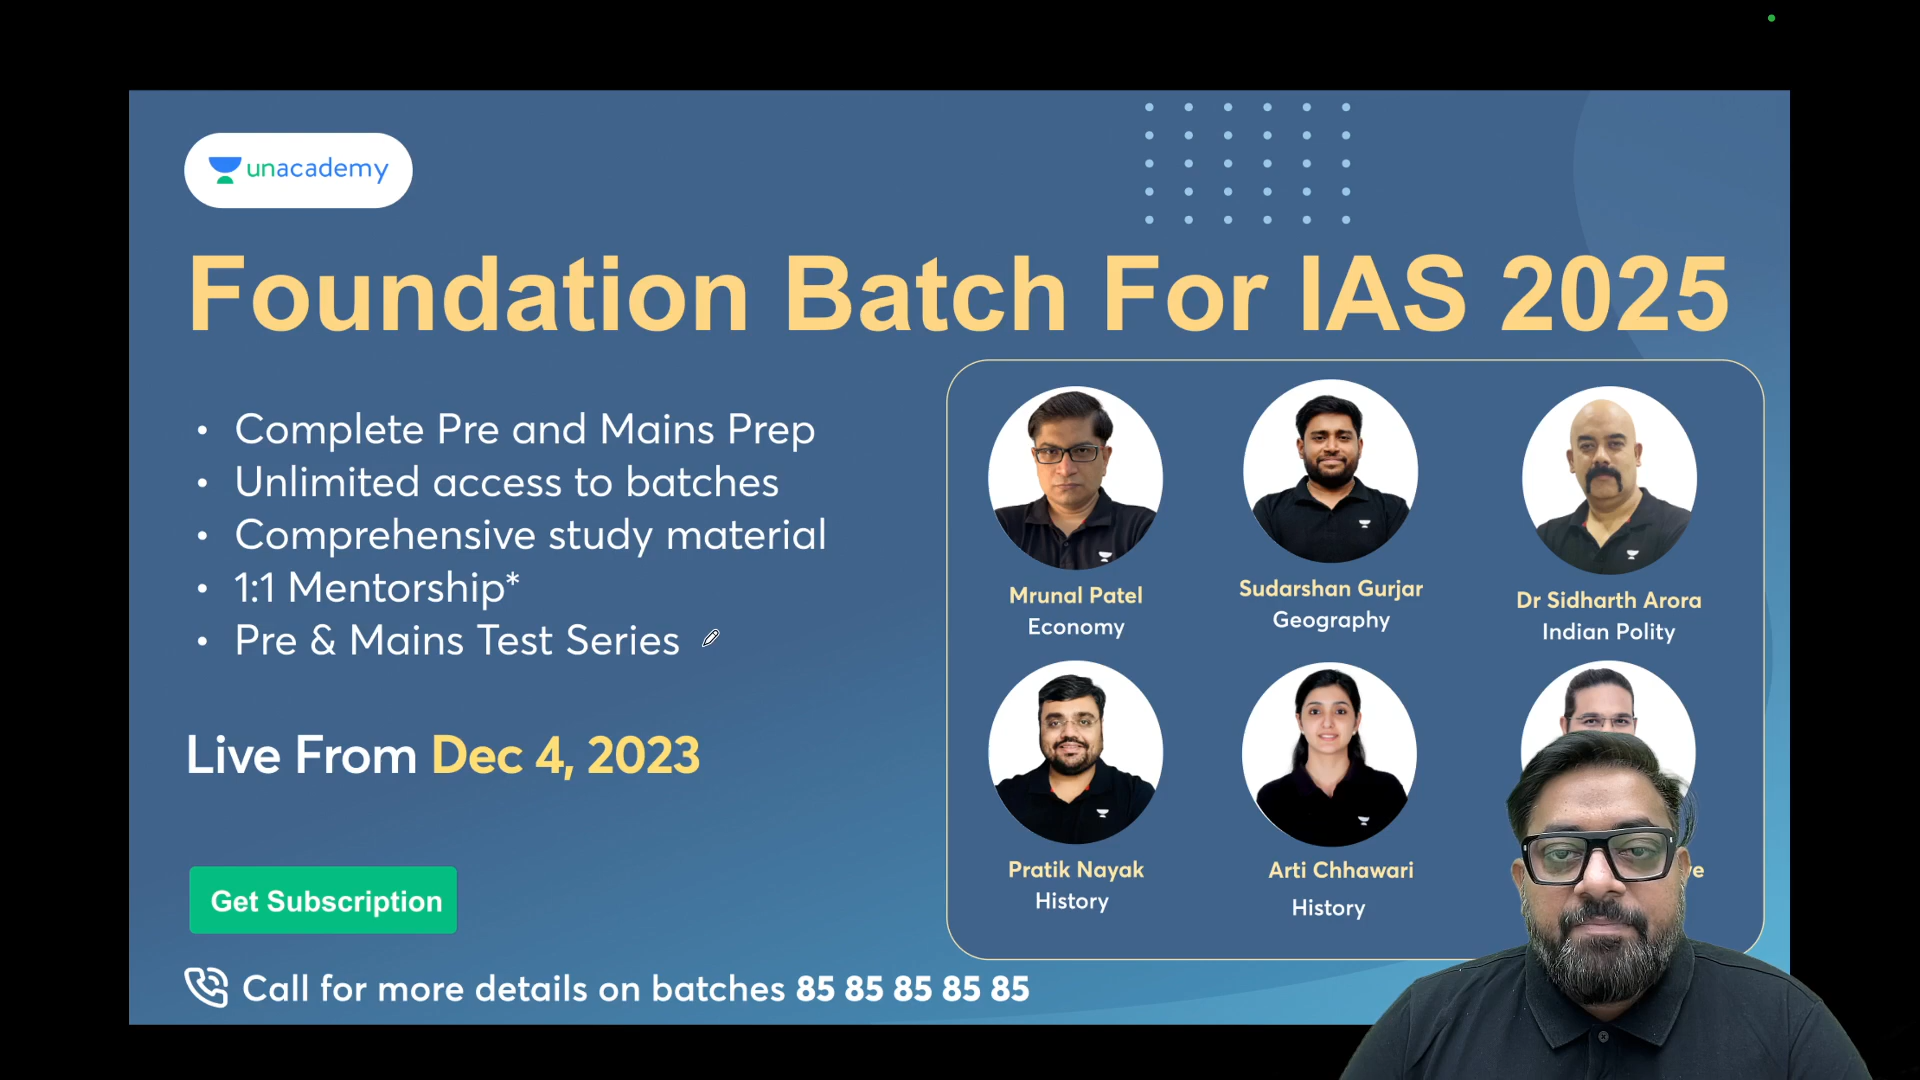 unacademy
Foundation Batch For IAS 2025
• Complete Pre and Mains Prep
• Unlimited access to batches
• Comprehensive study material
• 1:1 Mentorship*
• Pre & Mains Test Series
Live From Dec 4, 2023
Get Subscription
Call for more details on batches 85 85 85 85 85
Mrunal Patel
Economy
Sudarshan Gurjar
Geography
Dr Sidharth Arora
Indian Polity
Pratik Nayak
History
Arti Chhawari
History